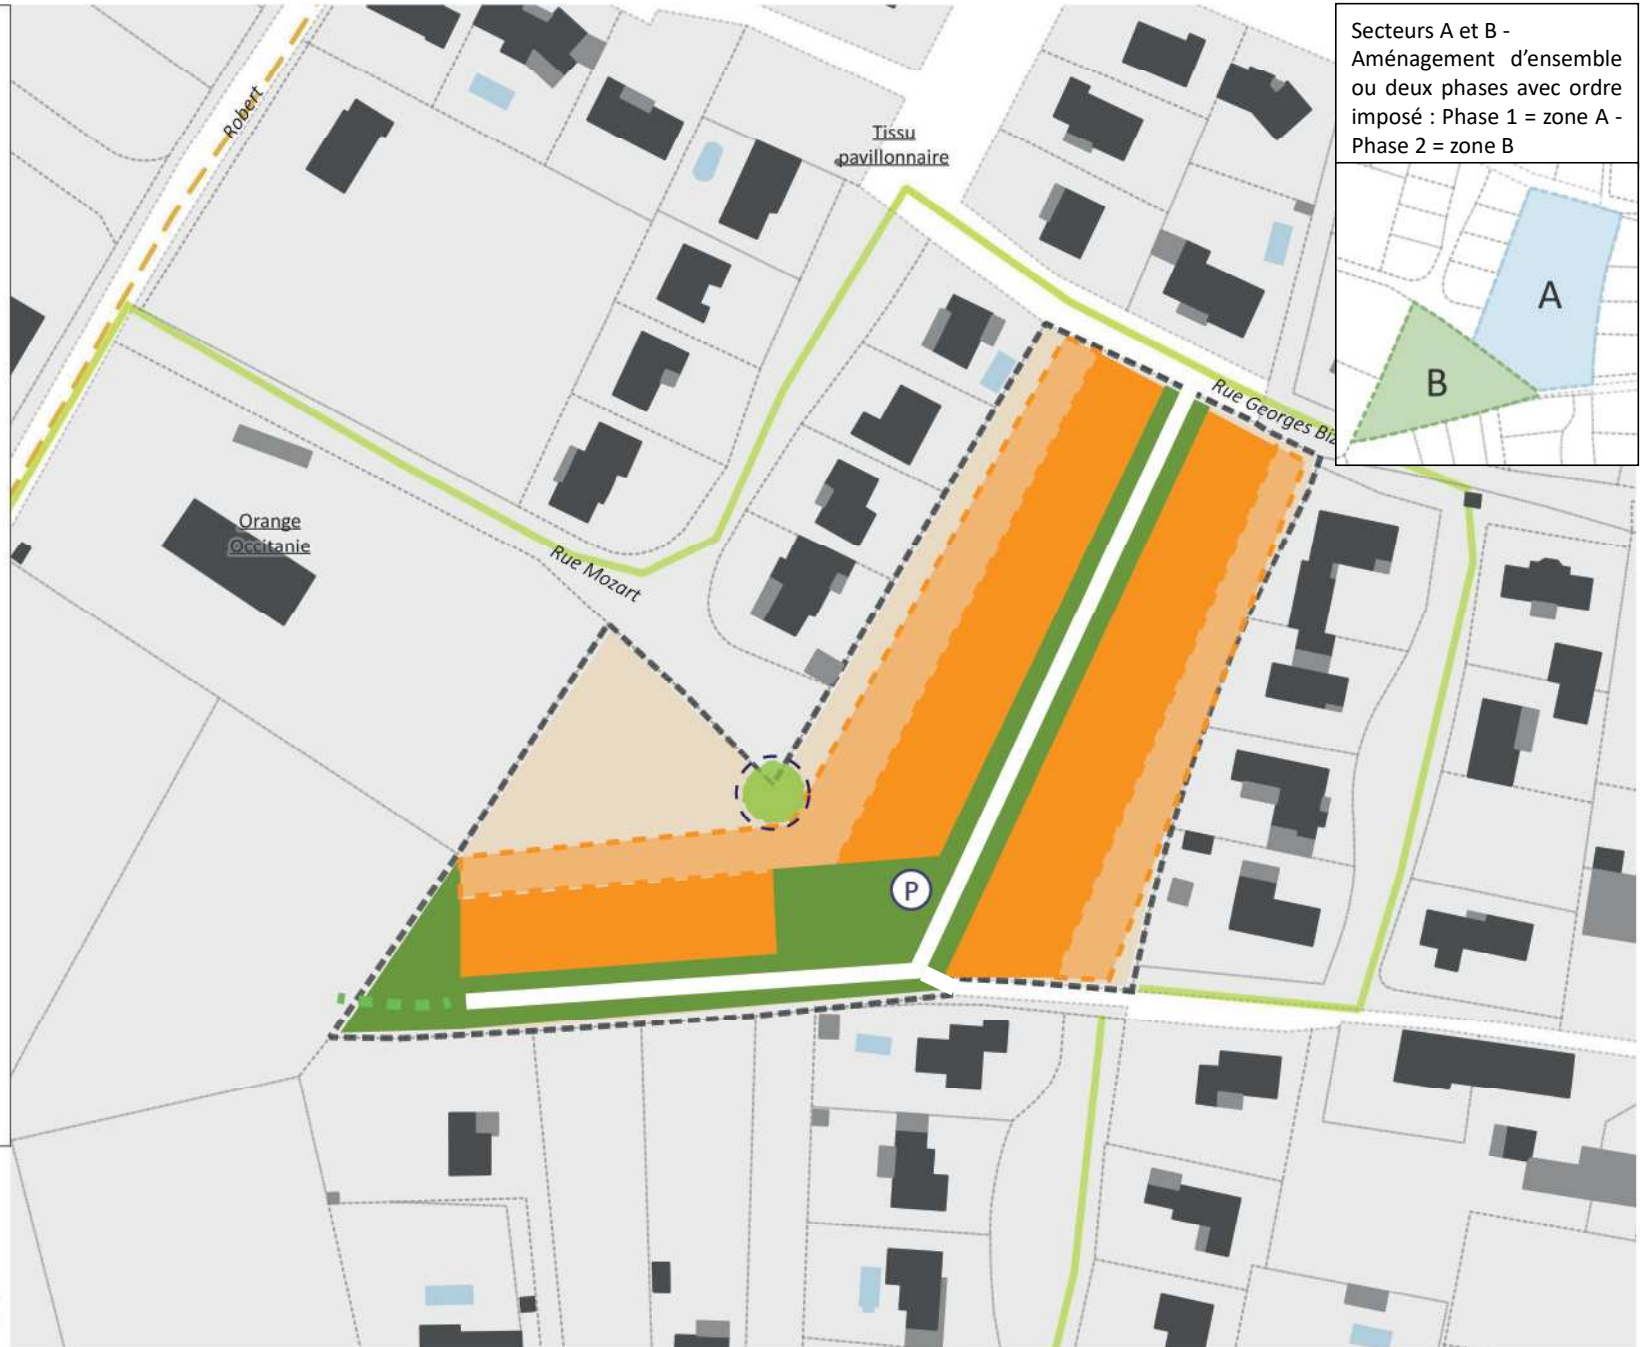 Secteurs A et B -
Aménagement d'ensemble
ou deux phases avec ordre
imposé : Phase 1 = zone A -
Phase 2 = zone B
A
B
Robert
Tissu
pavillonnaire
Rue Georges Biz
Orange
Occitanie
Rue Mozart
P